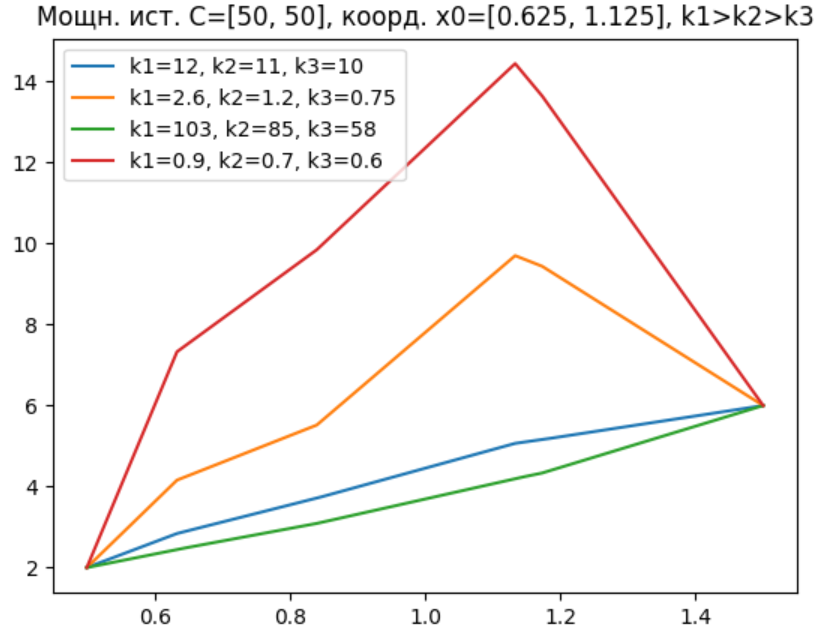 Мощн. ист. C=[50, 50], коорд. x0=[0.625, 1.125], k1>k2>k3
k1=12, k2=11, k3=10
k1=2.6, k2=1.2, k3=0.75
k1=103, k2=85, k3=58
k1=0.9, k2=0.7, k3=0.6
14
12
10
8
6
4
2
0.6 0.8 1.0 1.2 1.4